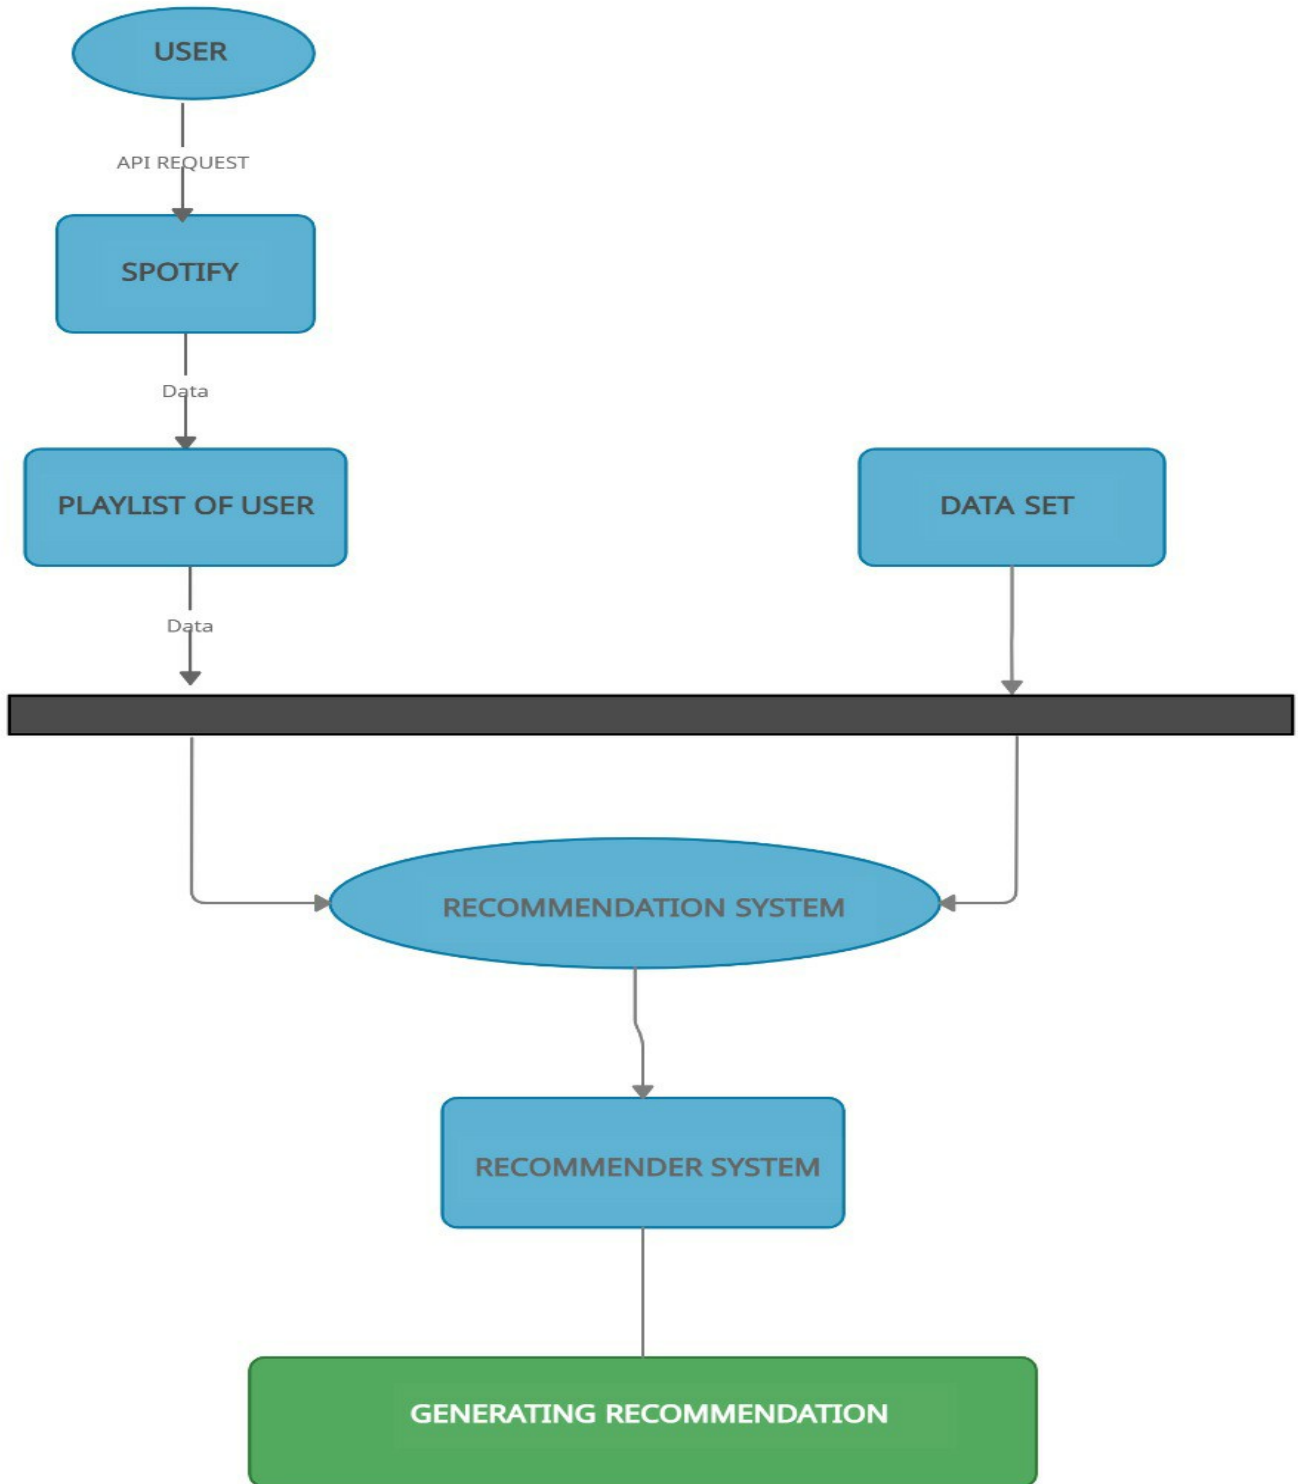 USER
API REQUEST
SPOTIFY
Data
PLAYLIST OF USER
DATA SET
Data
RECOMMENDATION SYSTEM
RECOMMENDER SYSTEM
GENERATING RECOMMENDATION